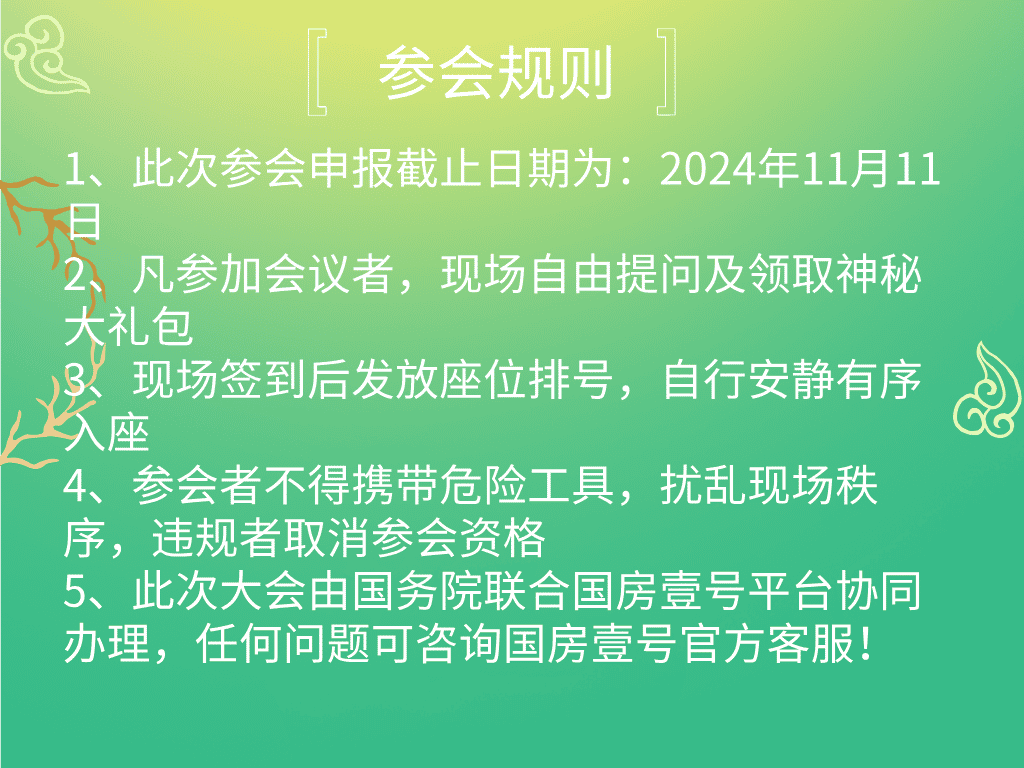 参会规则
1、此次参会申报截止日期为：2024年11月11
日
2、凡参加会议者，现场自由提问及领取神秘
大礼包
3、现场签到后发放座位排号，自行安静有序
入座
4、参会者不得携带危险工具，扰乱现场秩
序，违规者取消参会资格
5、此次大会由国务院联合国房壹号平台协同
办理，任何问题可咨询国房壹号官方客服！